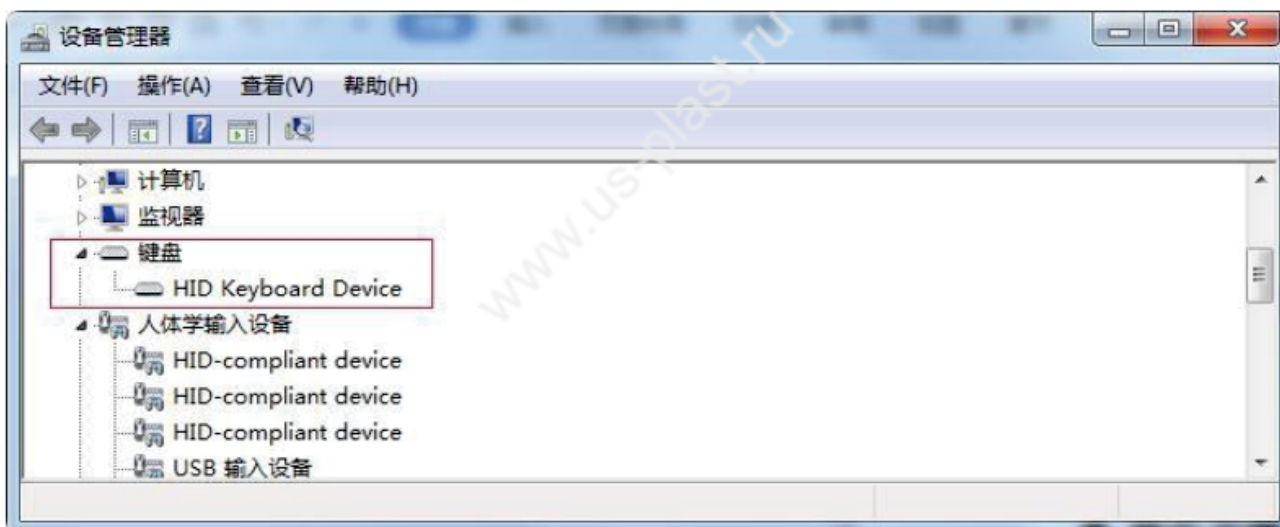 设备管理器
文件(F) 操作(A) 查看(V) 帮助(H)
计算机
监视器
键盘
HID Keyboard Device
人体学输入设备
HID-compliant device
HID-compliant device
HID-compliant device
USB 输入设备
www.us-plast.ru